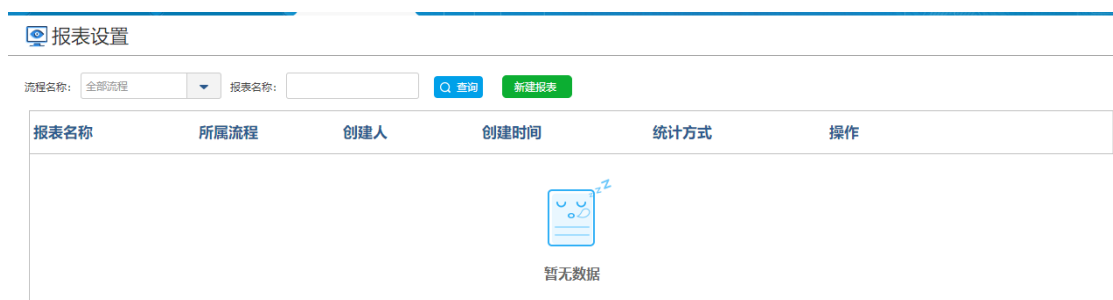 报表设置
流程名称: 全部流程 报表名称: 查询 新建报表
报表名称 所属流程 创建人 创建时间 统计方式 操作
z z Z
暂无数据